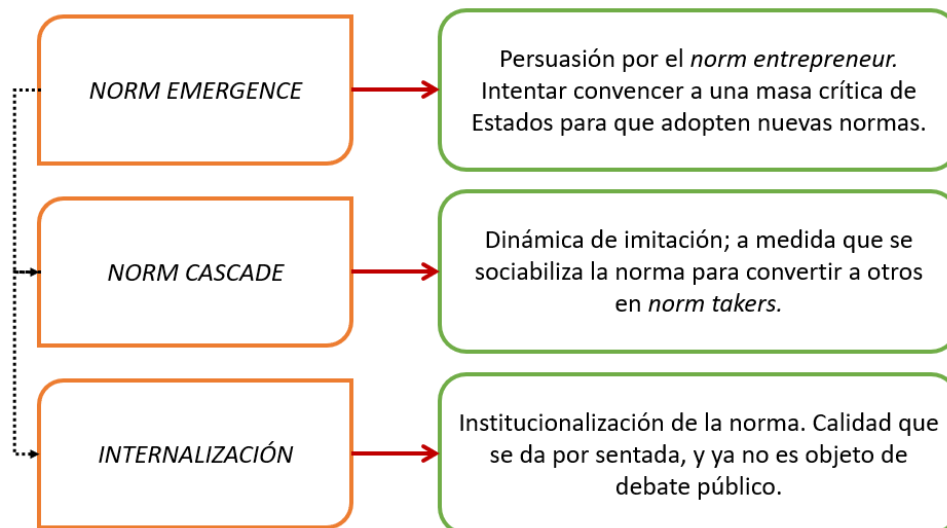 NORM EMERGENCE
Persuasión por el norm entrepreneur.
Intentar convencer a una masa crítica de
Estados para que adopten nuevas normas.
NORM CASCADE
Dinámica de imitación; a medida que se
sociabiliza la norma para convertir a otros
en norm takers.
INTERNALIZACIÓN
Institucionalización de la norma. Calidad que
se da por sentada, y ya no es objeto de
debate público.